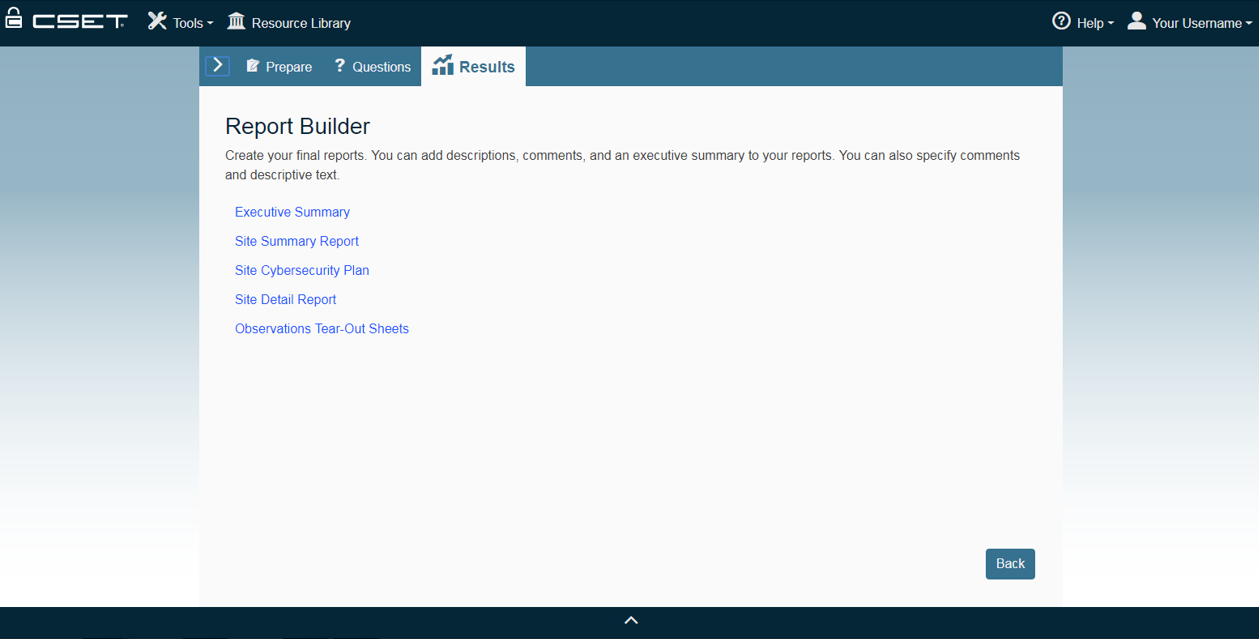 CSET Tools Resource Library Help Your Username
Prepare ? Questions Results
Report Builder
Create your final reports. You can add descriptions, comments, and an executive summary to your reports. You can also specify comments
and descriptive text.
Executive Summary
Site Summary Report
Site Cybersecurity Plan
Site Detail Report
Observations Tear-Out Sheets
Back